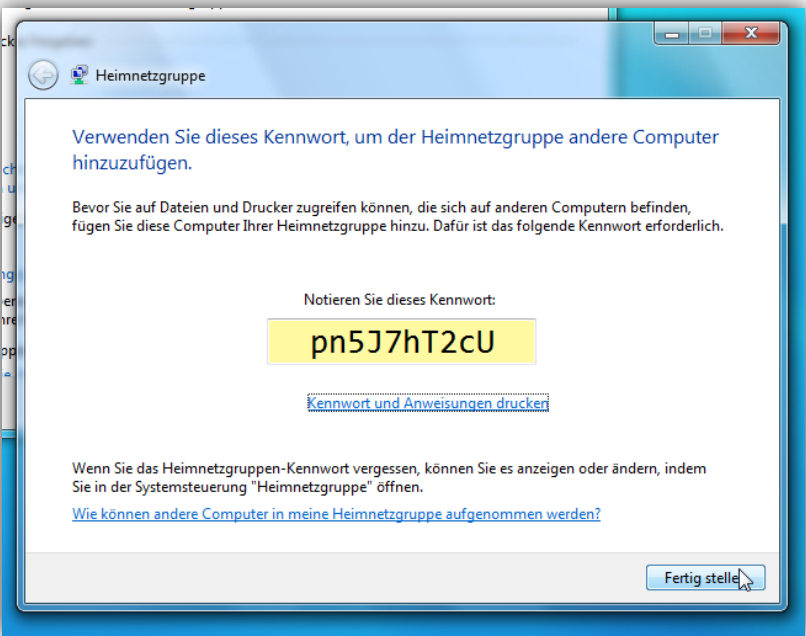 Heimnetzgruppe
Verwenden Sie dieses Kennwort, um der Heimnetzgruppe andere Computer
hinzuzufügen.
Bevor Sie auf Dateien und Drucker zugreifen können, die sich auf anderen Computern befinden,
fügen Sie diese Computer Ihrer Heimnetzgruppe hinzu. Dafür ist das folgende Kennwort erforderlich.
Notieren Sie dieses Kennwort:
pn5J7hT2cU
Kennwort und Anweisungen drucken
Wenn Sie das Heimnetzgruppen-Kennwort vergessen, können Sie es anzeigen oder ändern, indem
Sie in der Systemsteuerung "Heimnetzgruppe" öffnen.
Wie können andere Computer in meine Heimnetzgruppe aufgenommen werden?
Fertig stelle